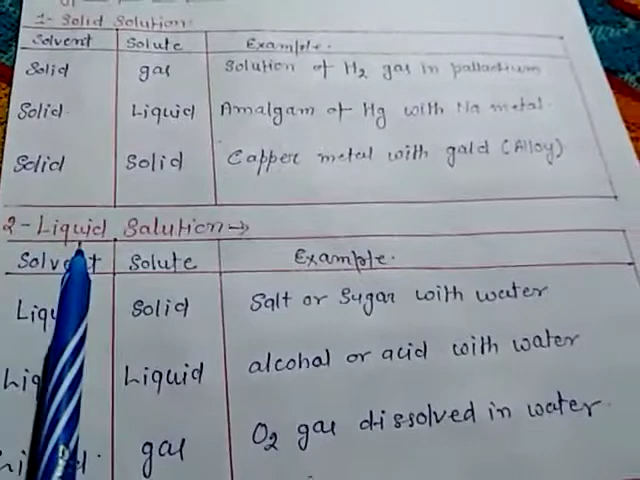 1- Solid Solution
Solvent Solute Example.
Solid gas Solution of H2 gas in palladium
Solid Liquid Amalgam of Hg with Na metal.
Solid Solid Copper metal with gold (Alloy)
2- Liquid Solution→
Solvent Solute Example.
Solid Salt or Sugar with water
Liquid alcohal or acid with water
gas O2 gas dissolved in water.